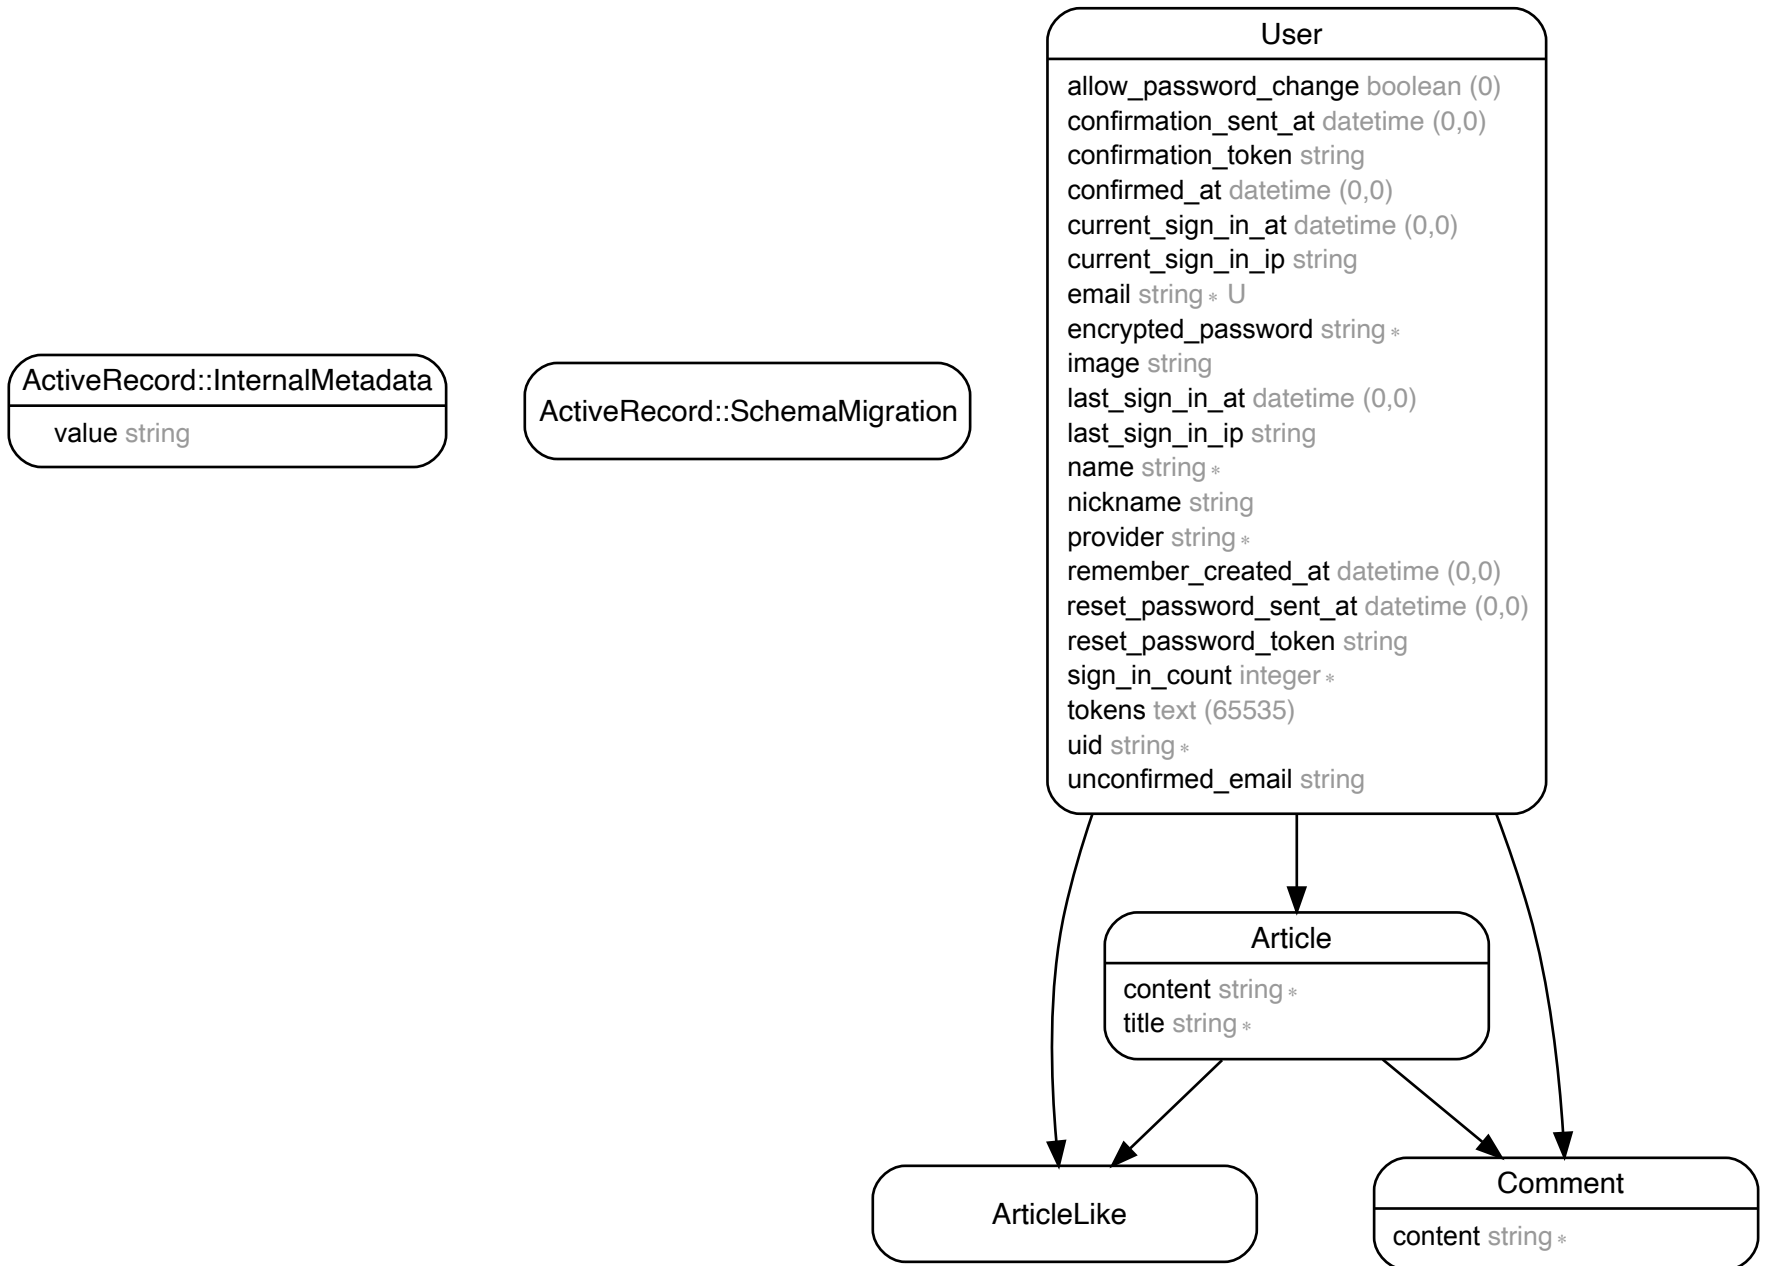 ActiveRecord::InternalMetadata
value string
ActiveRecord::SchemaMigration
User
allow_password_change boolean (0)
confirmation_sent_at datetime (0,0)
confirmation_token string
confirmed_at datetime (0,0)
current_sign_in_at datetime (0,0)
current_sign_in_ip string
email string ∗ U
encrypted_password string ∗
image string
last_sign_in_at datetime (0,0)
last_sign_in_ip string
name string ∗
nickname string
provider string ∗
remember_created_at datetime (0,0)
reset_password_sent_at datetime (0,0)
reset_password_token string
sign_in_count integer ∗
tokens text (65535)
uid string ∗
unconfirmed_email string
Article
content string ∗
title string ∗
ArticleLike
Comment
content string ∗